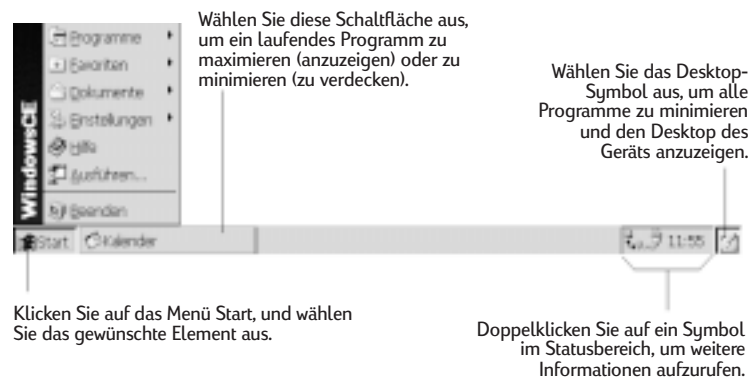 Wählen Sie diese Schaltfläche aus,
um ein laufendes Programm zu
maximieren (anzuzeigen) oder zu
minimieren (zu verdecken).
Wählen Sie das Desktop-
Symbol aus, um alle
Programme zu minimieren
und den Desktop des
Geräts anzuzeigen.
WindowsCE
Programme
Favoriten
Dokumente
Einstellungen
Hilfe
Ausführen...
Beenden
Start
Kalender
11:55
Klicken Sie auf das Menü Start, und wählen
Sie das gewünschte Element aus.
Doppelklicken Sie auf ein Symbol
im Statusbereich, um weitere
Informationen aufzurufen.